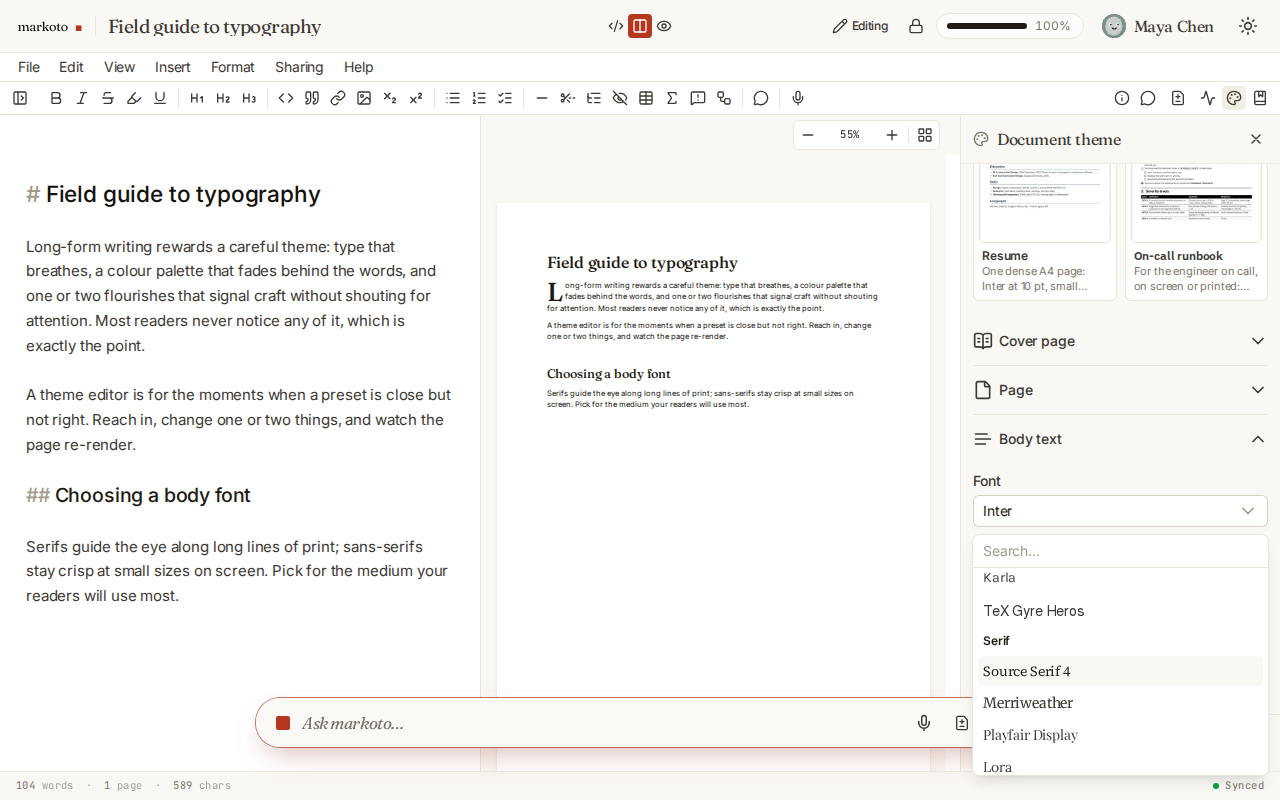 markoto
Field guide to typography
Editing
100%
Maya Chen
File Edit View Insert Format Sharing Help
H1 H2 H3
55%
Document theme
# Field guide to typography
Long-form writing rewards a careful theme: type that
breathes, a colour palette that fades behind the words, and
one or two flourishes that signal craft without shouting for
attention. Most readers never notice any of it, which is
exactly the point.
A theme editor is for the moments when a preset is close but
not right. Reach in, change one or two things, and watch the
page re-render.
## Choosing a body font
Serifs guide the eye along long lines of print; sans-serifs
stay crisp at small sizes on screen. Pick for the medium your
readers will use most.
Field guide to typography
Long-form writing rewards a careful theme: type that breathes, a colour palette that
fades behind the words, and one or two flourishes that signal craft without shouting
for attention. Most readers never notice any of it, which is exactly the point.
A theme editor is for the moments when a preset is close but not right. Reach in, change
one or two things, and watch the page re-render.
Choosing a body font
Serifs guide the eye along long lines of print; sans-serifs stay crisp at small sizes on
screen. Pick for the medium your readers will use most.
Resume
One dense A4 page:
Inter at 10 pt, small...
On-call runbook
For the engineer on call,
on screen or printed:...
Cover page
Page
Body text
Font
Inter
Search...
Karla
TeX Gyre Heros
Serif
Source Serif 4
Merriweather
Playfair Display
Lora
Ask markoto...
104 words · 1 page · 589 chars
Synced